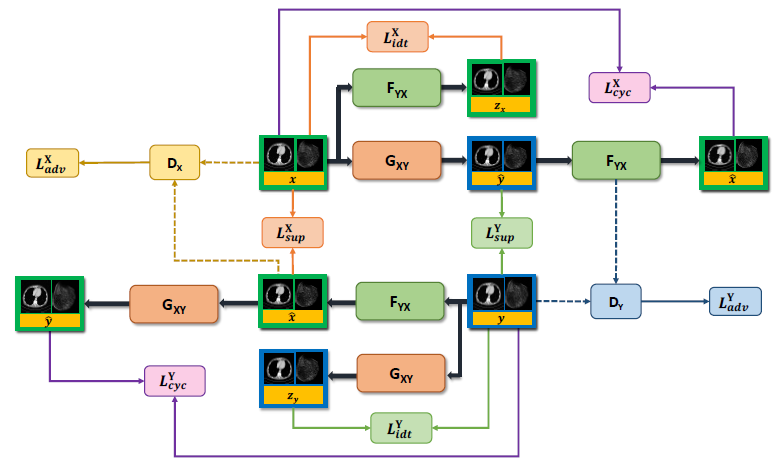 L^X_idt
L^X_cyc
F_YX
z_x
L^X_adv
D_X
x
G_XY
ŷ
F_YX
x̂
L^X_sup
L^Y_sup
ŷ
G_XY
x̂
F_YX
y
D_Y
L^Y_adv
L^Y_cyc
z_y
G_XY
L^Y_idt